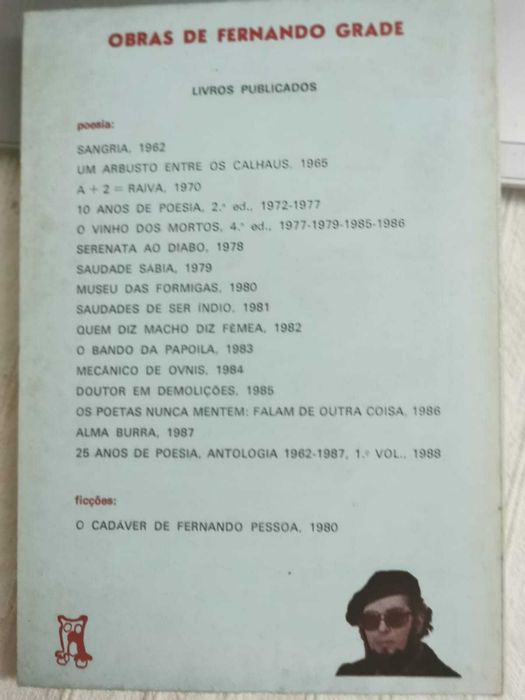 OBRAS DE FERNANDO GRADE
LIVROS PUBLICADOS
poesia:
SANGRIA, 1962
UM ARBUSTO ENTRE OS CALHAUS, 1965
A + 2 = RAIVA, 1970
10 ANOS DE POESIA, 2.ª ed., 1972-1977
O VINHO DOS MORTOS, 4.ª ed., 1977-1979-1985-1986
SERENATA AO DIABO, 1978
SAUDADE SÁBIA, 1979
MUSEU DAS FORMIGAS, 1980
SAUDADES DE SER ÍNDIO, 1981
QUEM DIZ MACHO DIZ FÊMEA, 1982
O BANDO DA PAPOILA, 1983
MECÂNICO DE OVNIS, 1984
DOUTOR EM DEMOLIÇÕES, 1985
OS POETAS NUNCA MENTEM: FALAM DE OUTRA COISA, 1986
ALMA BURRA, 1987
25 ANOS DE POESIA, ANTOLOGIA 1962-1987, 1.º VOL., 1988
ficções:
O CADÁVER DE FERNANDO PESSOA, 1980